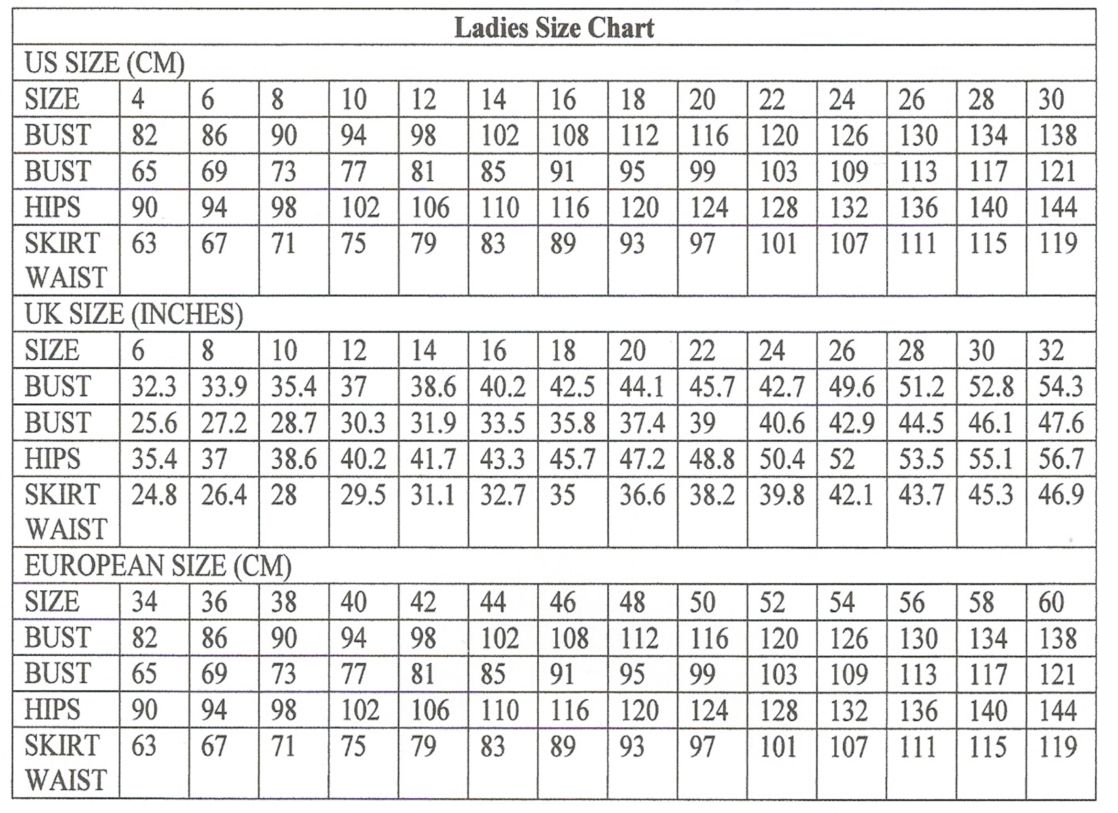 Ladies Size Chart
US SIZE (CM)
SIZE 4 6 8 10 12 14 16 18 20 22 24 26 28 30
BUST 82 86 90 94 98 102 108 112 116 120 126 130 134 138
BUST 65 69 73 77 81 85 91 95 99 103 109 113 117 121
HIPS 90 94 98 102 106 110 116 120 124 128 132 136 140 144
SKIRT 63 67 71 75 79 83 89 93 97 101 107 111 115 119
WAIST
UK SIZE (INCHES)
SIZE 6 8 10 12 14 16 18 20 22 24 26 28 30 32
BUST 32.3 33.9 35.4 37 38.6 40.2 42.5 44.1 45.7 42.7 49.6 51.2 52.8 54.3
BUST 25.6 27.2 28.7 30.3 31.9 33.5 35.8 37.4 39 40.6 42.9 44.5 46.1 47.6
HIPS 35.4 37 38.6 40.2 41.7 43.3 45.7 47.2 48.8 50.4 52 53.5 55.1 56.7
SKIRT 24.8 26.4 28 29.5 31.1 32.7 35 36.6 38.2 39.8 42.1 43.7 45.3 46.9
WAIST
EUROPEAN SIZE (CM)
SIZE 34 36 38 40 42 44 46 48 50 52 54 56 58 60
BUST 82 86 90 94 98 102 108 112 116 120 126 130 134 138
BUST 65 69 73 77 81 85 91 95 99 103 109 113 117 121
HIPS 90 94 98 102 106 110 116 120 124 128 132 136 140 144
SKIRT 63 67 71 75 79 83 89 93 97 101 107 111 115 119
WAIST